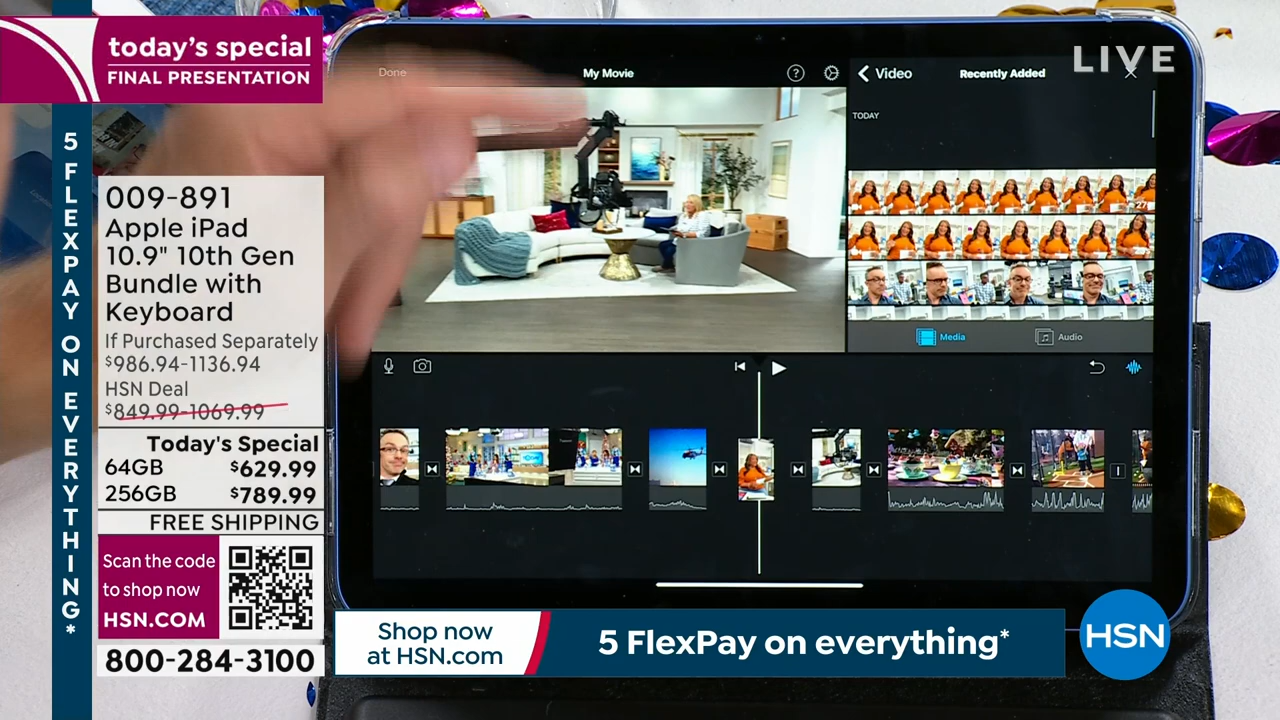 today's special
FINAL PRESENTATION
5 FLEXPAY ON EVERYTHING*
009-891
Apple iPad
10.9" 10th Gen
Bundle with
Keyboard
If Purchased Separately
$986.94-1136.94
HSN Deal
$849.99-1069.99
Today's Special
64GB $629.99
256GB $789.99
FREE SHIPPING
Scan the code
to shop now
HSN.COM
800-284-3100
Done
My Movie
?
Video
Recently Added
LIVE
TODAY
Media
Audio
Shop now
at HSN.com
5 FlexPay on everything*
HSN